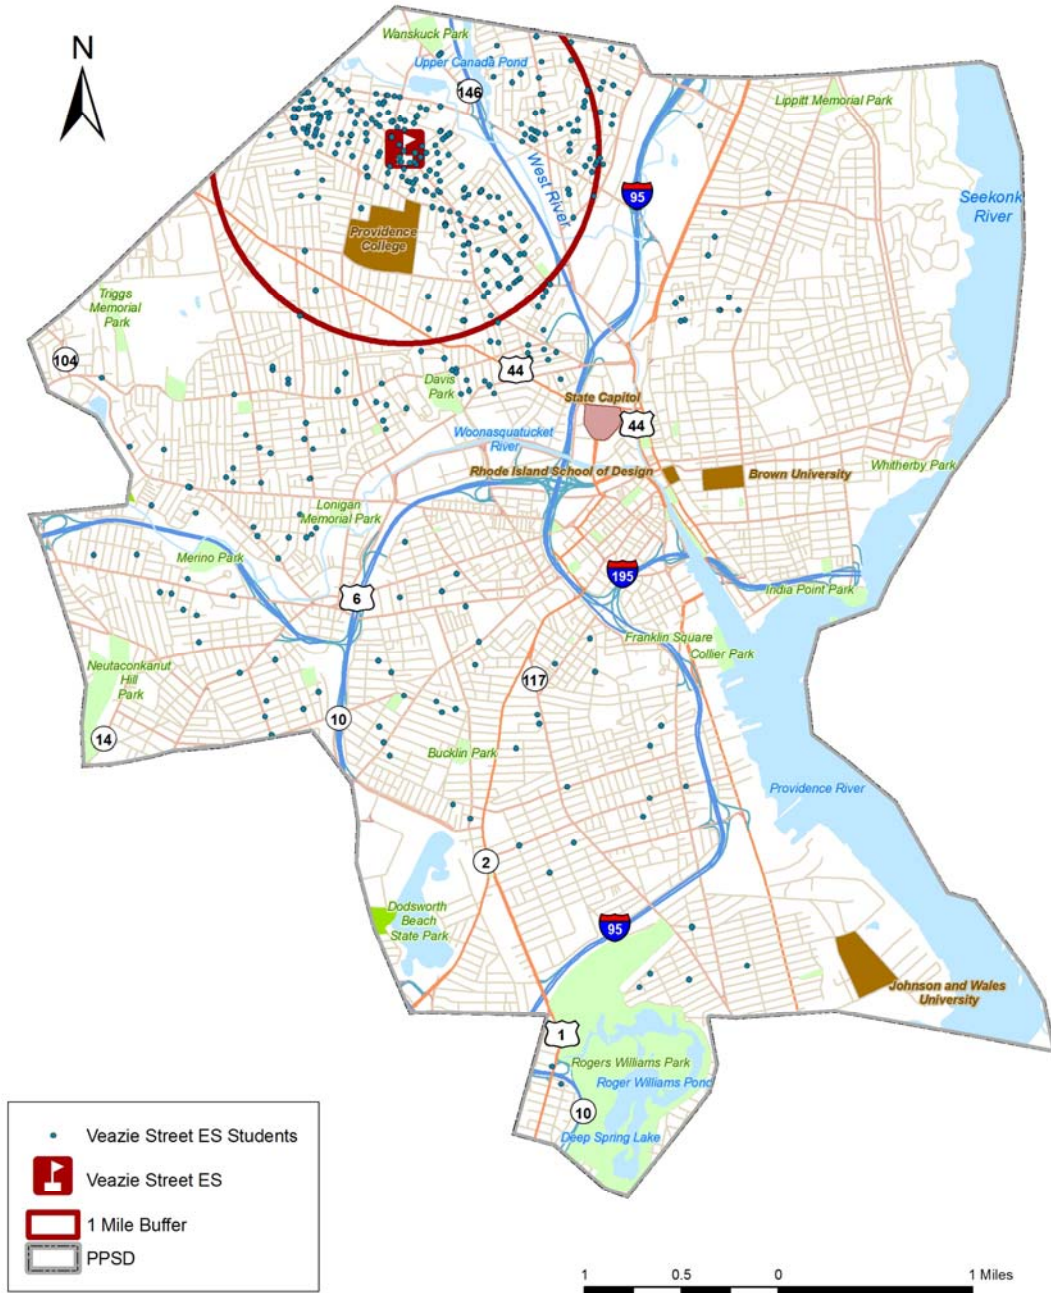 N
Wanskuck Park
Upper Canada Pond
146
Lippitt Memorial Park
West River
95
Seekonk
River
Providence
College
Triggs
Memorial
Park
104
44
Davis
Park
State Capitol
44
Woonasquatucket
River
Rhode Island School of Design
Brown University
Whitherby Park
Lonigan
Memorial Park
Merino Park
195
6
India Point Park
Franklin Square
Collier Park
Neutaconkanut
Hill
Park
117
10
14
Bucklin Park
Providence River
2
Dodsworth
Beach
State Park
95
Johnson and Wales
University
1
Rogers Williams Park
Roger Williams Pond
10
Deep Spring Lake
Veazie Street ES Students
Veazie Street ES
1 Mile Buffer
PPSD
1 0.5 0 1 Miles